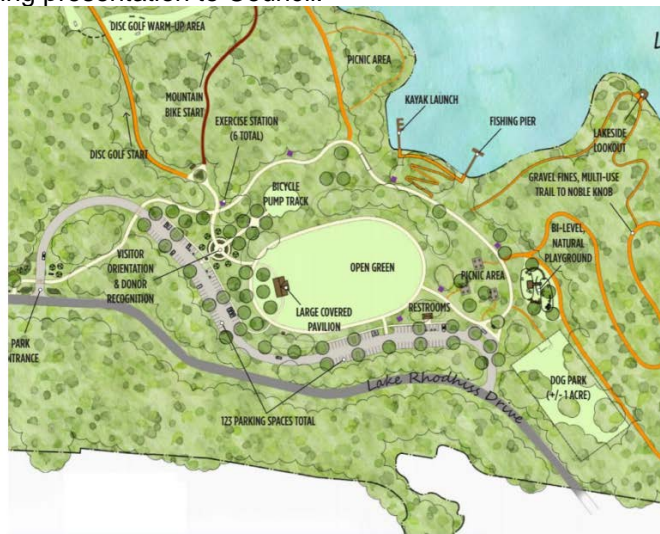 ing presentation to Council.
DISC GOLF WARM-UP AREA
PICNIC AREA
MOUNTAIN
BIKE START
KAYAK LAUNCH
EXERCISE STATION
(6 TOTAL)
FISHING PIER
LAKESIDE
LOOKOUT
DISC GOLF START
GRAVEL FINES, MULTI-USE
TRAIL TO NOBLE KNOB
BICYCLE
PUMP TRACK
BI-LEVEL,
NATURAL
PLAYGROUND
VISITOR
ORIENTATION
& DONOR
RECOGNITION
OPEN GREEN
PICNIC AREA
LARGE COVERED
PAVILION
RESTROOMS
PARK
ENTRANCE
Lake Rhodhiss Drive
DOG PARK
(+/- 1 ACRE)
123 PARKING SPACES TOTAL